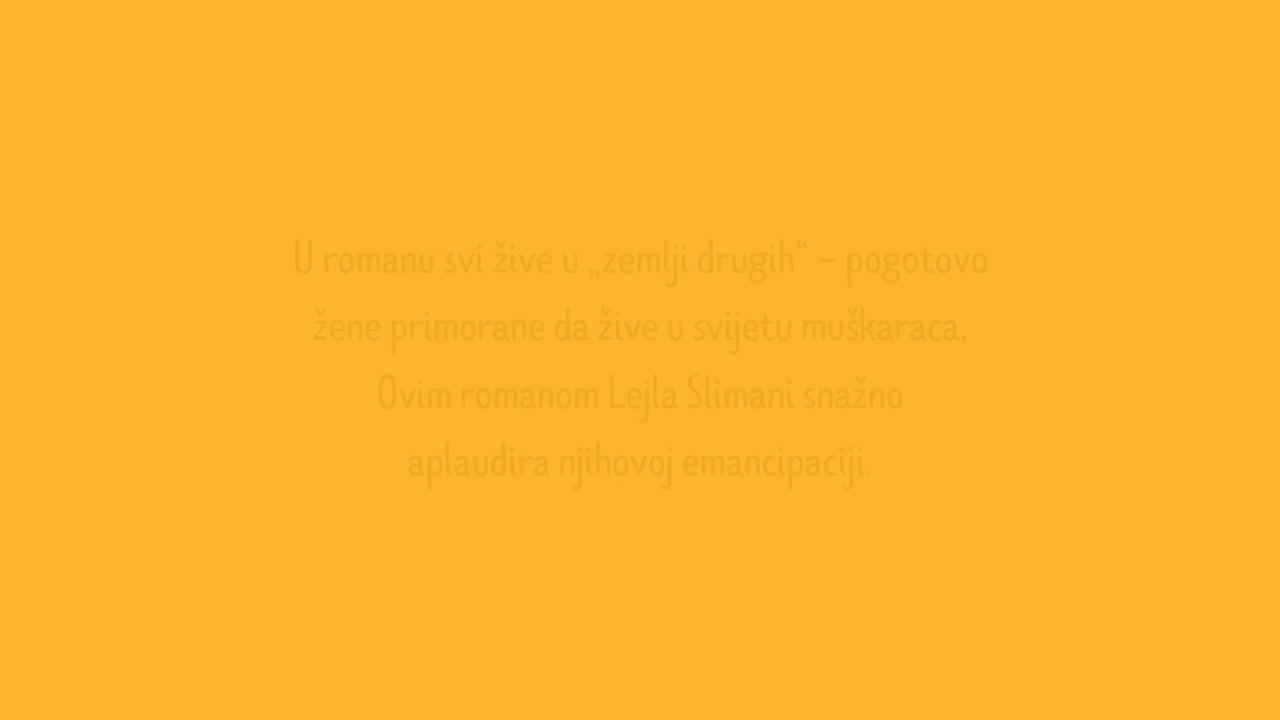 U romanu svi žive u „zemlji drugih“ – pogotovo
žene primorane da žive u svijetu muškaraca.
Ovim romanom Lejla Slimani snažno
aplaudira njihovoj emancipaciji.